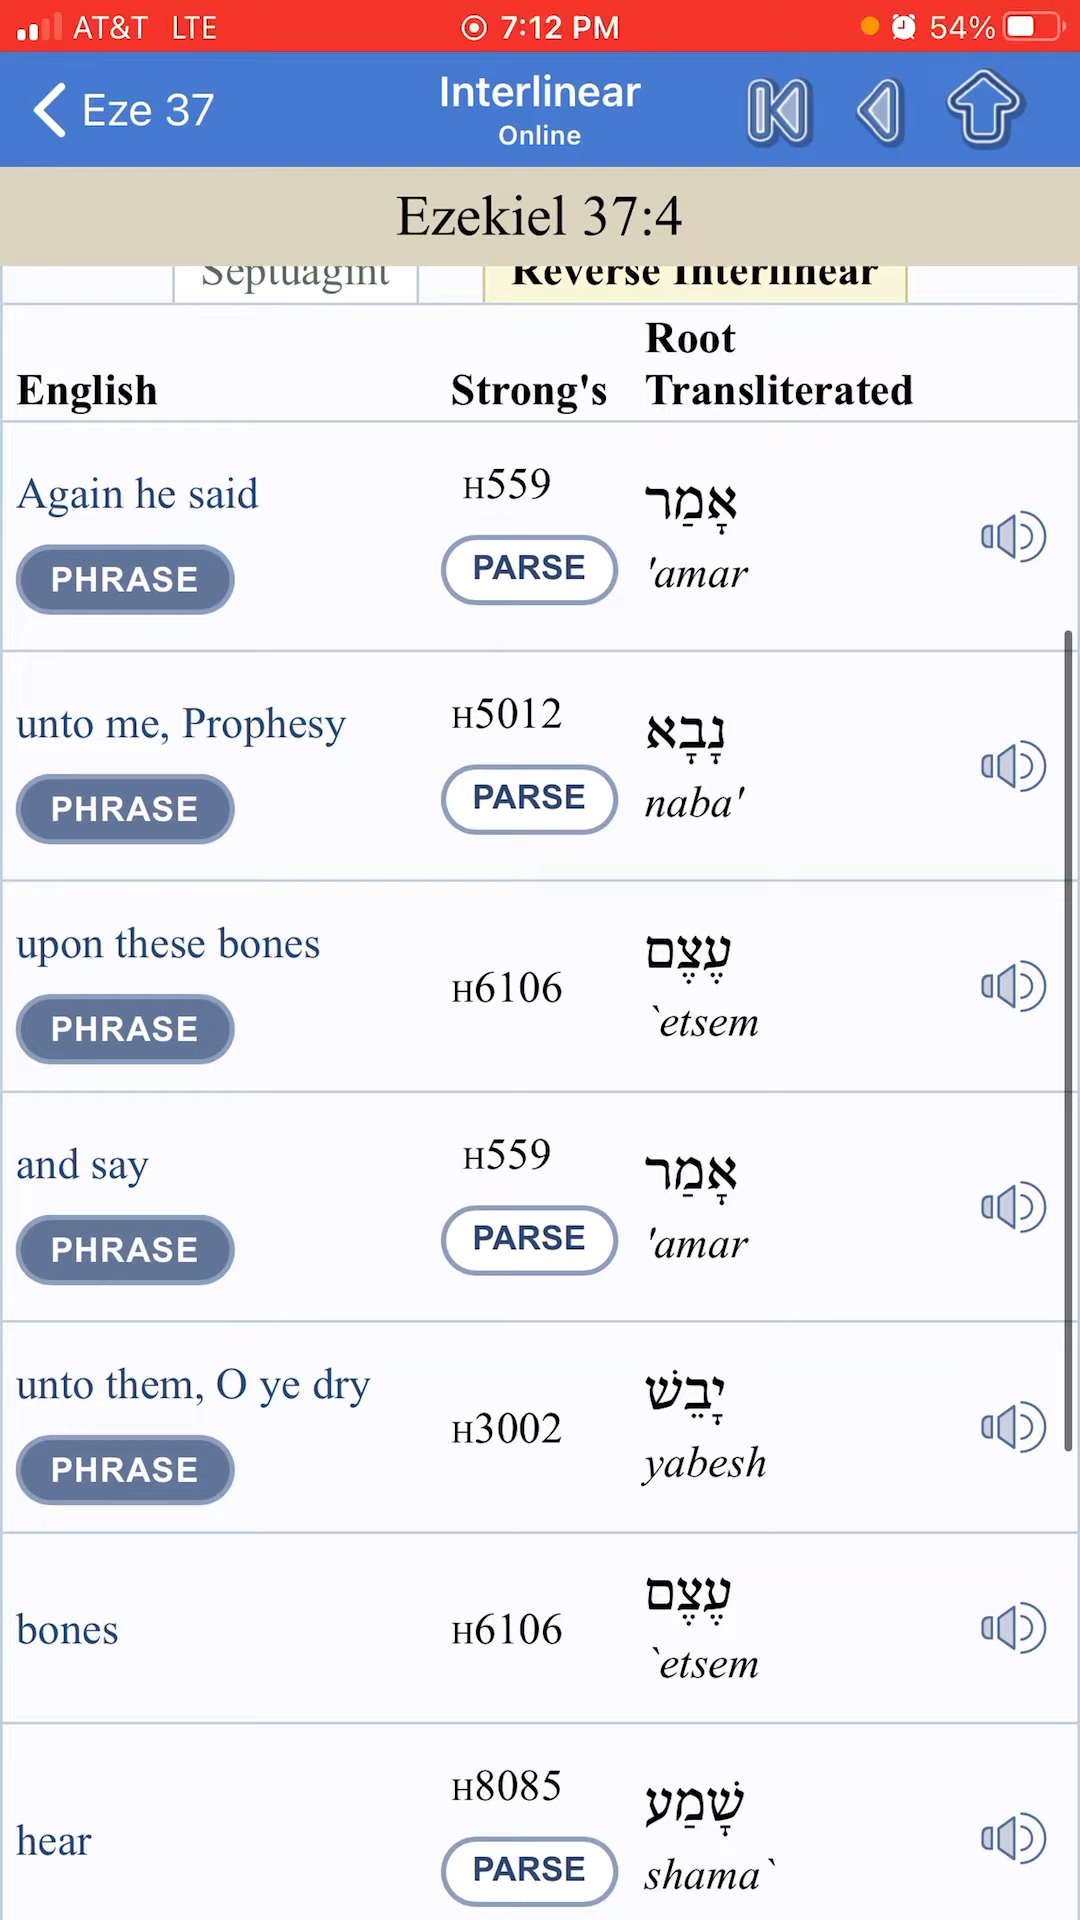 AT&T LTE 7:12 PM 54%
Eze 37 Interlinear
Online
Ezekiel 37:4
Septuagint Reverse Interlinear
English Strong's Root Transliterated
Again he said H559 אָמַר
PHRASE PARSE 'amar
unto me, Prophesy H5012 נָבָא
PHRASE PARSE naba'
upon these bones H6106 עֶצֶם
PHRASE `etsem
and say H559 אָמַר
PHRASE PARSE 'amar
unto them, O ye dry H3002 יָבֵשׁ
PHRASE yabesh
bones H6106 עֶצֶם
`etsem
hear H8085 שָׁמַע
PARSE shama`